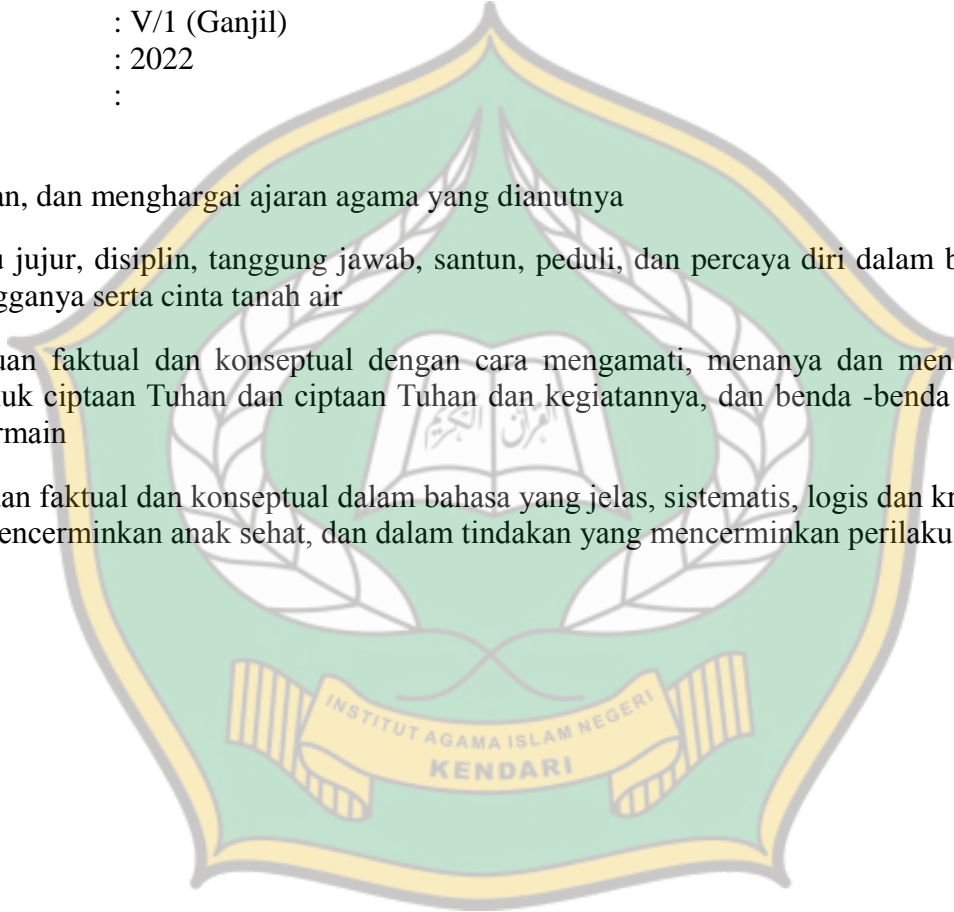 : V/1 (Ganjil)
: 2022
:
an, dan menghargai ajaran agama yang dianutnya
u jujur, disiplin, tanggung jawab, santun, peduli, dan percaya diri dalam b
gganya serta cinta tanah air
uan faktual dan konseptual dengan cara mengamati, menanya dan men
uk ciptaan Tuhan dan ciptaan Tuhan dan kegiatannya, dan benda -benda
rmain
an faktual dan konseptual dalam bahasa yang jelas, sistematis, logis dan kr
encerminkan anak sehat, dan dalam tindakan yang mencerminkan perilaku
القرآن الكريم
INSTITUT AGAMA ISLAM NEGERI
KENDARI